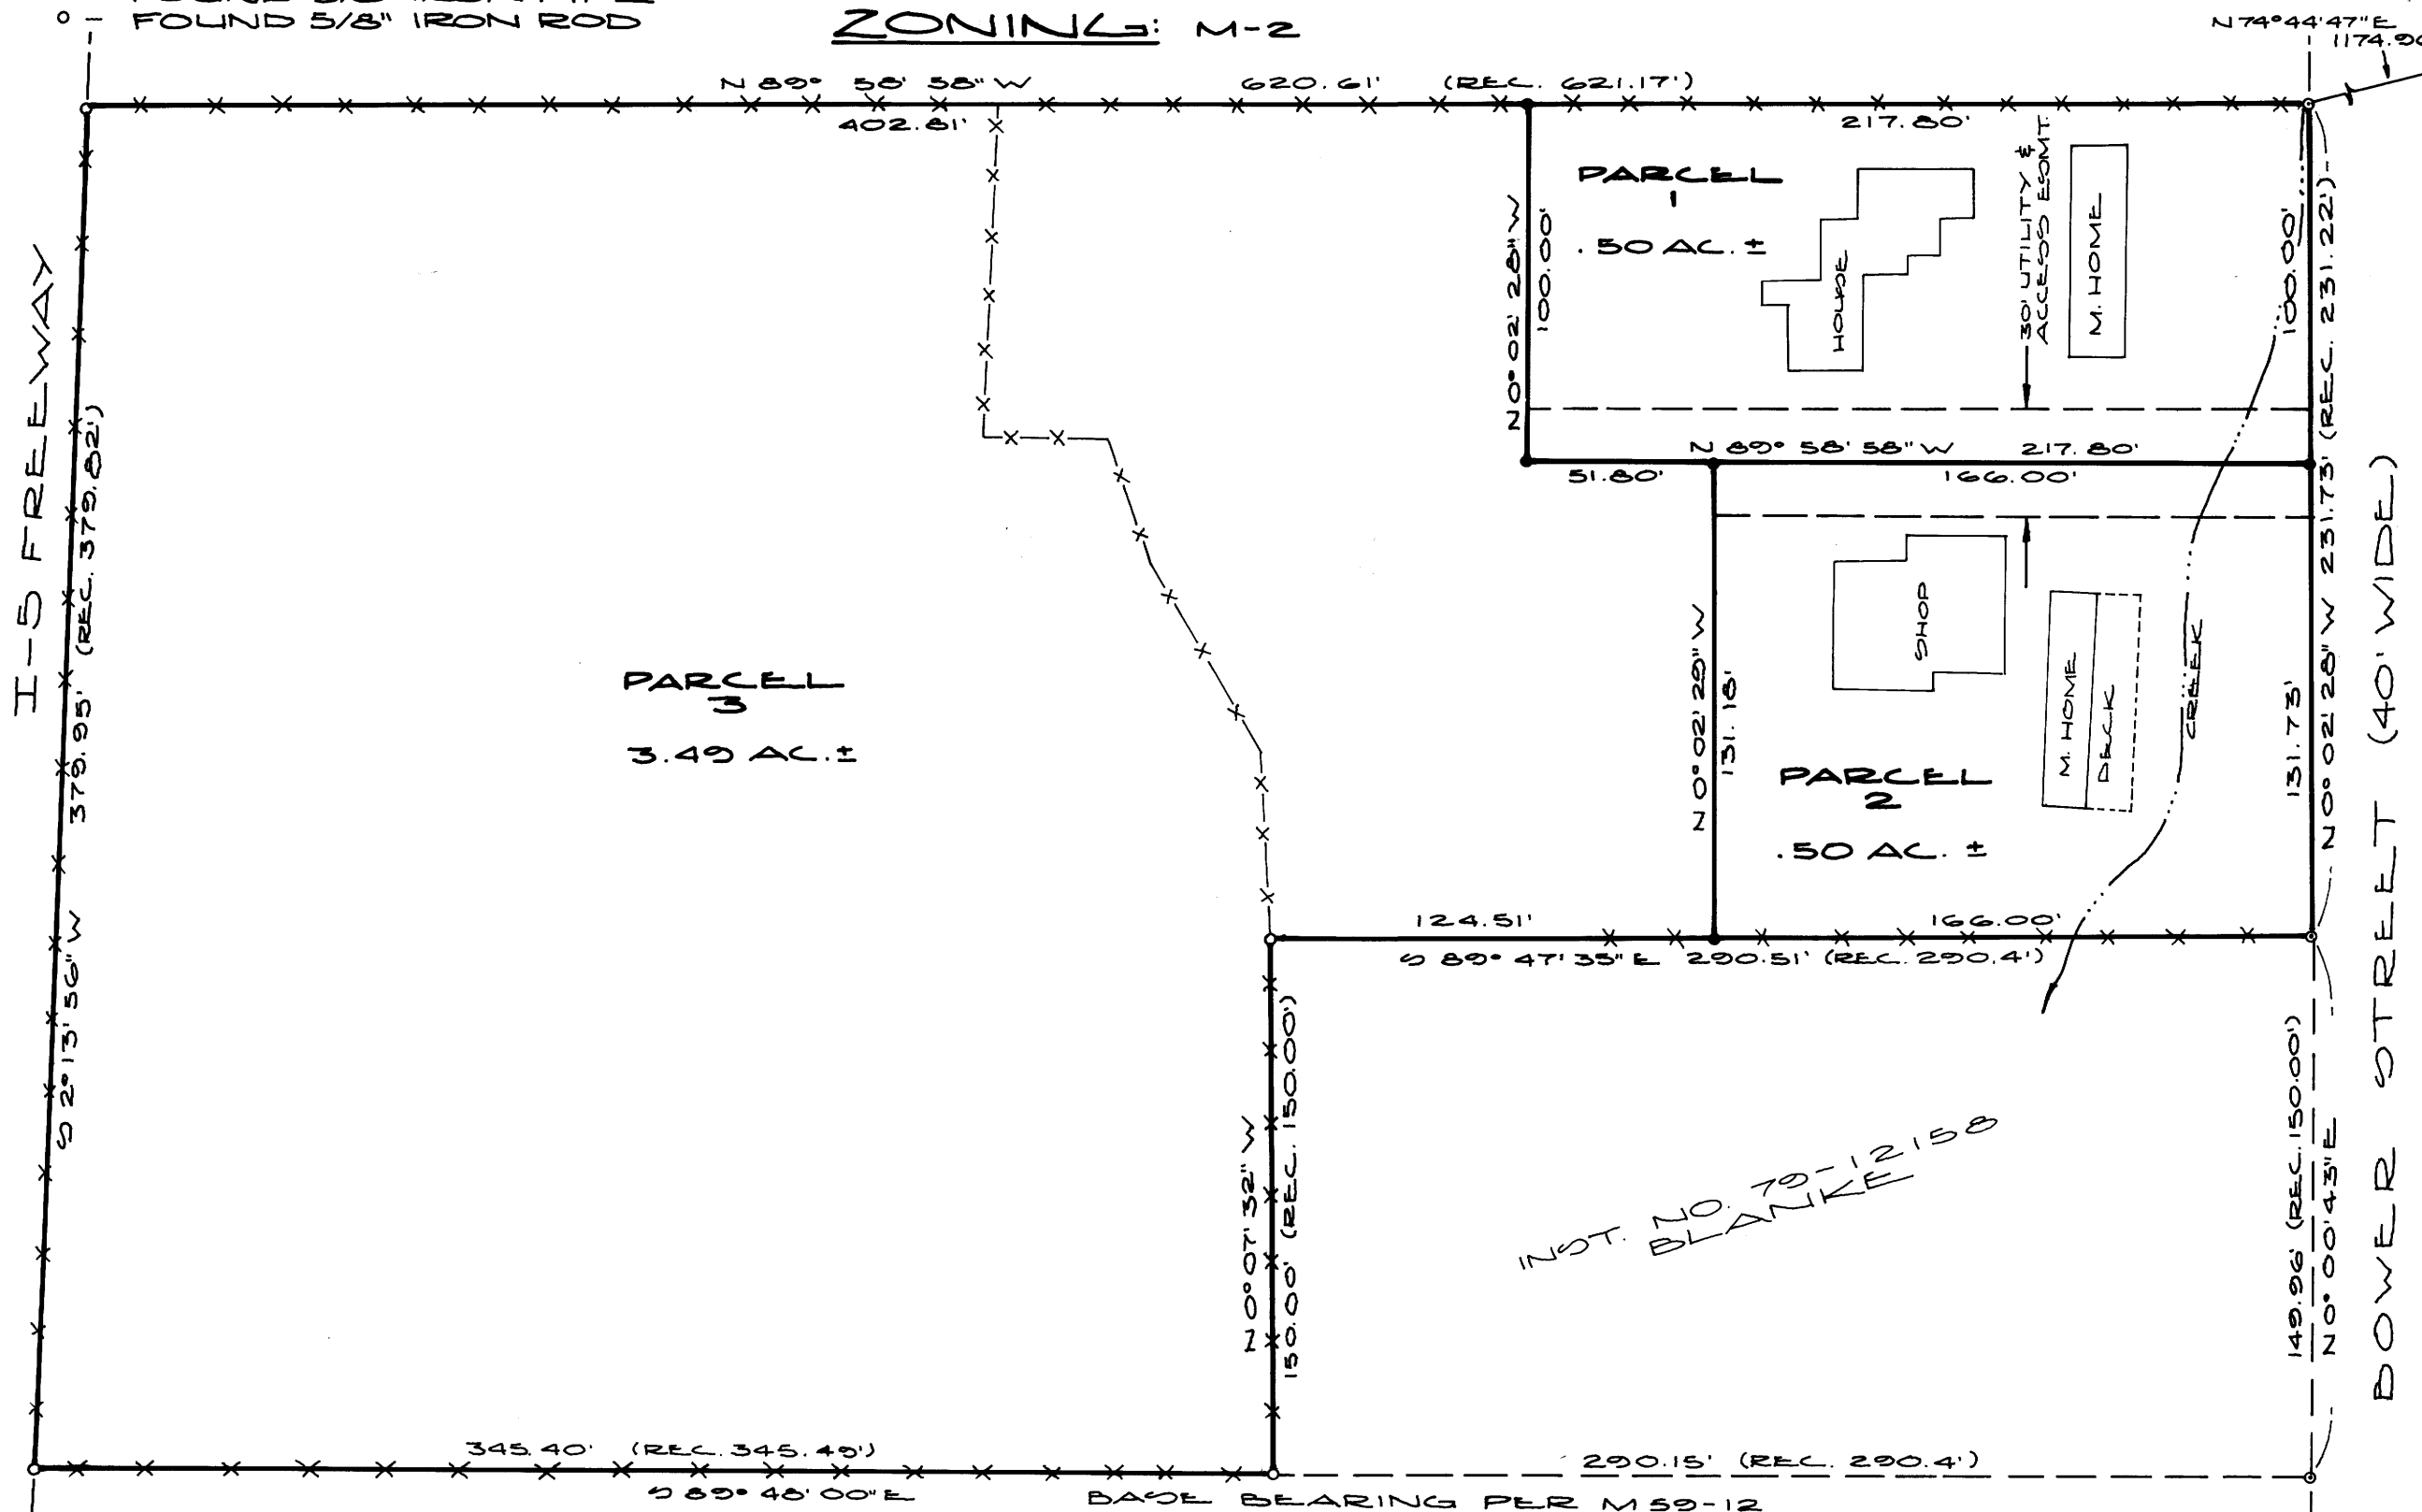 FOUND 5/8" IRON ROD
ZONING: M-2
N 74° 44' 47" E
N 89° 58' 58" W 620.61' (REC. 621.17')
402.81'
217.80'
PARCEL
1
.50 AC. ±
HOUSE
30' UTILITY &
ACCESS ESMT.
M. HOME
N 0° 02' 28" W
100.00'
100.00'
N 0° 02' 28" W 231.73' (REC. 231.22')
I-5 FREEWAY
S 2° 13' 56" W 379.95' (REC. 379.82')
N 89° 58' 58" W 217.80'
51.80'
166.00'
N 0° 02' 29" W
131.18'
SHOP
M. HOME
DECK
CREEK
131.73'
PARCEL
3
3.49 AC. ±
PARCEL
2
.50 AC. ±
124.51'
166.00'
S 89° 47' 35" E 290.51' (REC. 290.4')
BOWER STREET (40' WIDE)
N 0° 07' 32" W
150.00' (REC. 150.00')
INST. NO. 79-12158
BLANKE
149.96' (REC. 150.00')
N 0° 00' 43" E
345.40' (REC. 345.49')
290.15' (REC. 290.4')
S 89° 48' 00" E BASE BEARING PER M59-12